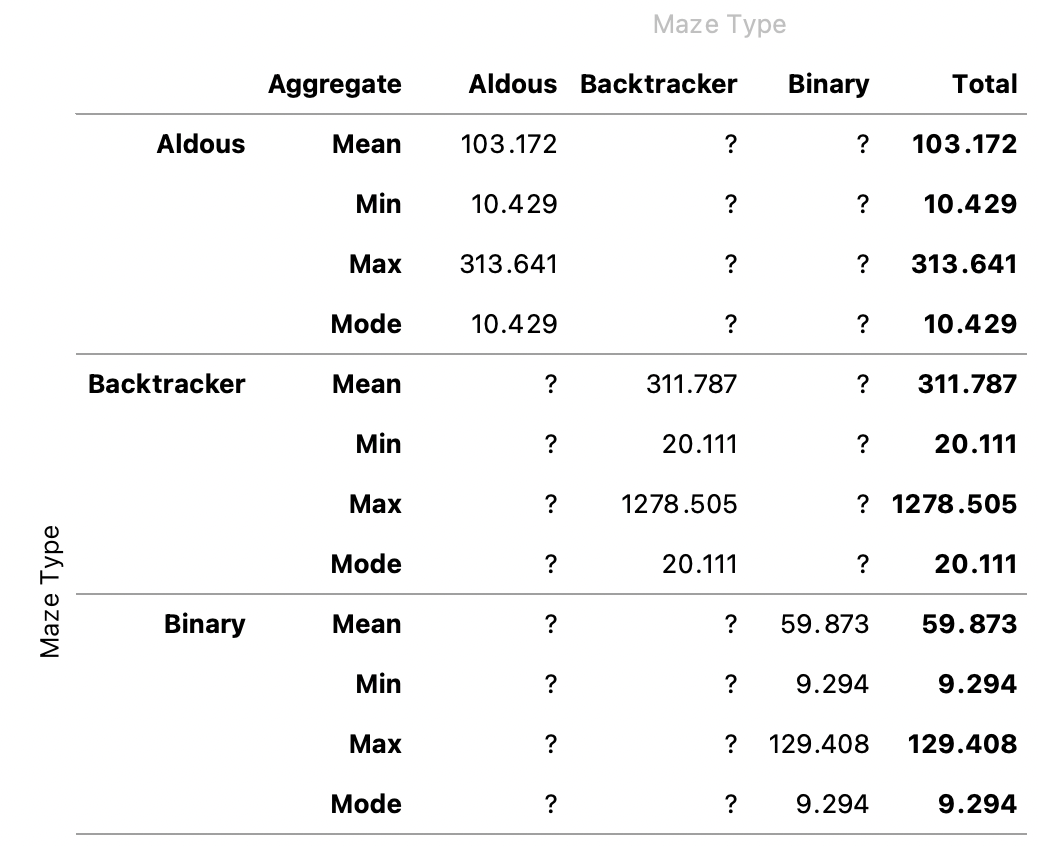 Maze Type
Aggregate Aldous Backtracker Binary Total
Aldous Mean 103.172 ? ? 103.172
Min 10.429 ? ? 10.429
Max 313.641 ? ? 313.641
Mode 10.429 ? ? 10.429
Backtracker Mean ? 311.787 ? 311.787
Min ? 20.111 ? 20.111
Max ? 1278.505 ? 1278.505
Mode ? 20.111 ? 20.111
Maze Type
Binary Mean ? ? 59.873 59.873
Min ? ? 9.294 9.294
Max ? ? 129.408 129.408
Mode ? ? 9.294 9.294